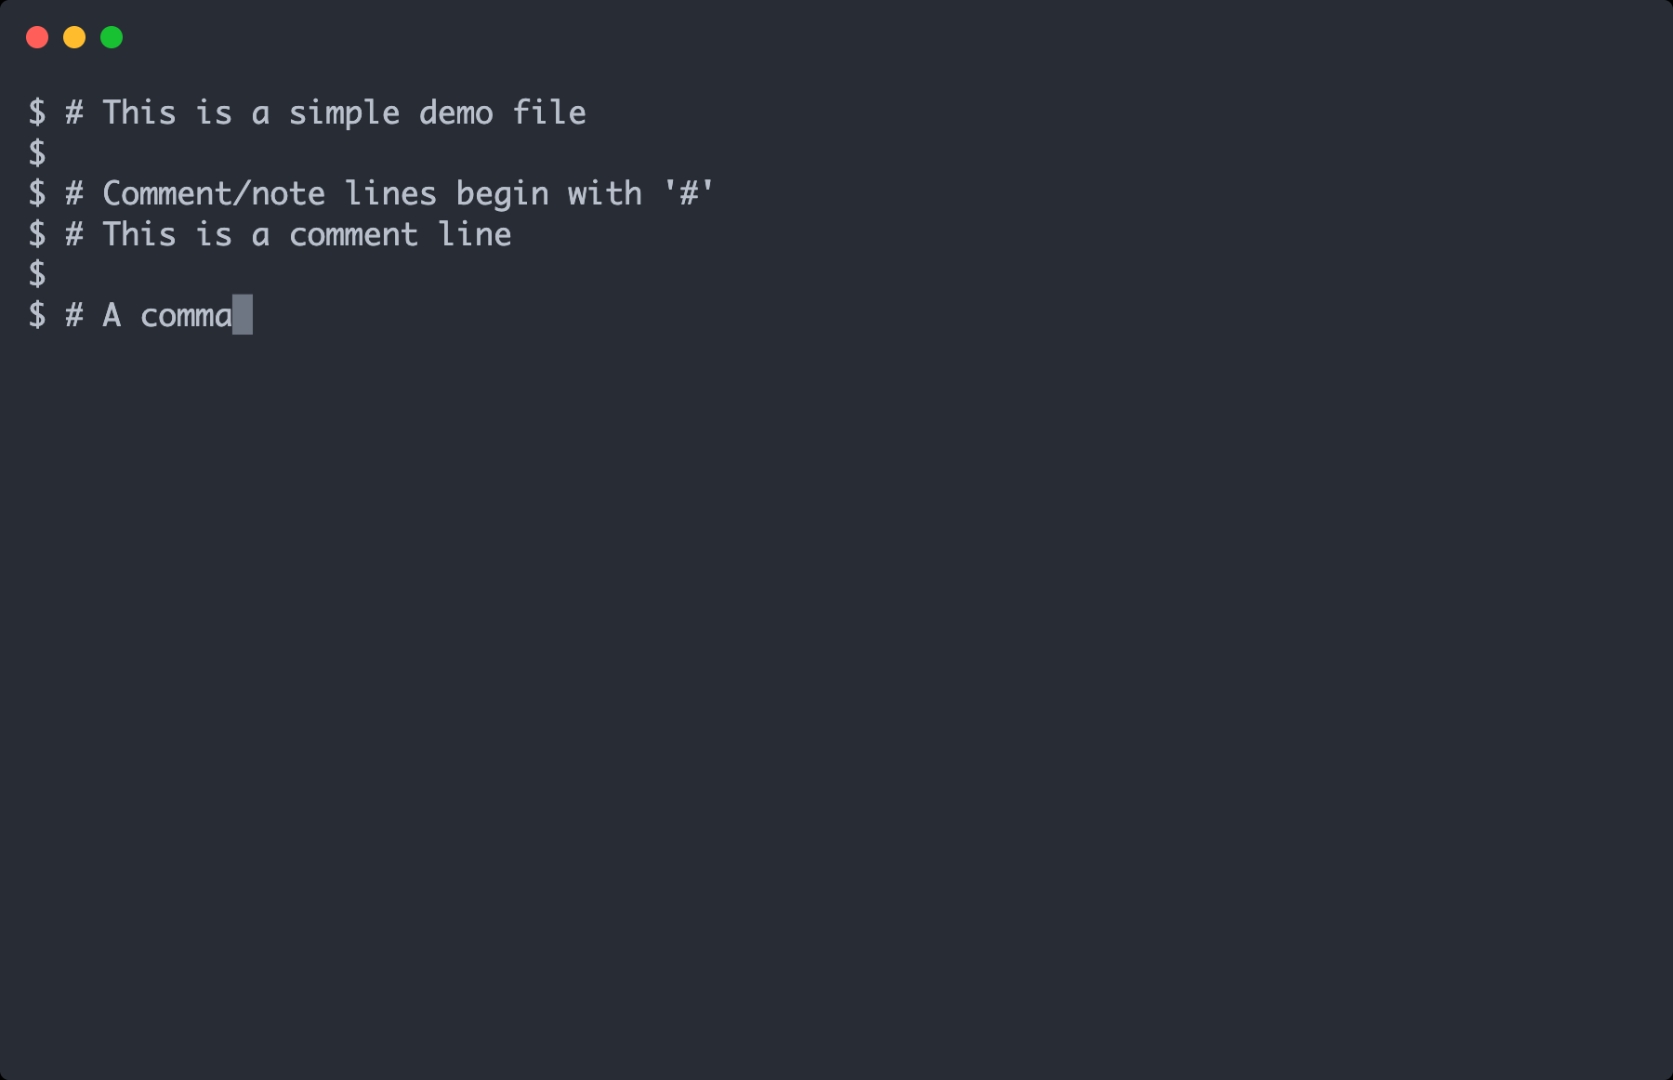 $ # This is a simple demo file
$
$ # Comment/note lines begin with '#'
$ # This is a comment line
$
$ # A comma